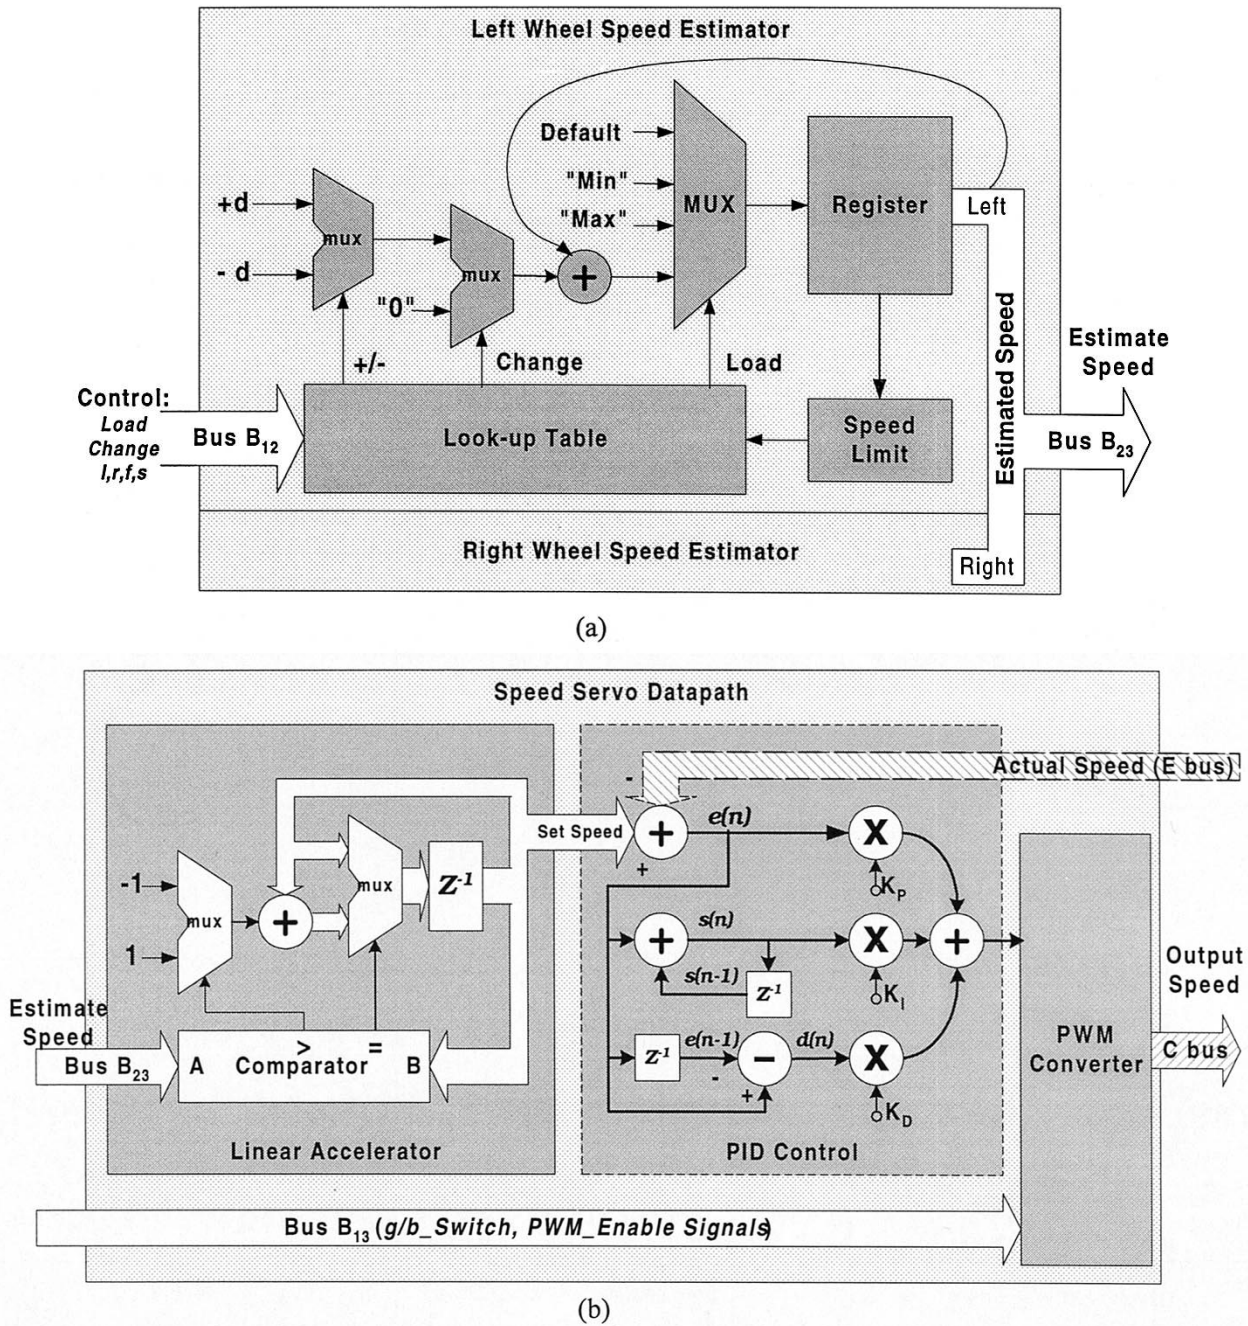 Left Wheel Speed Estimator
Default
"Min"
"Max"
MUX
Register
Left
+d
- d
mux
mux
"0"
+
+/-
Change
Load
Control:
Load
Change
l,r,f,s
Bus B12
Look-up Table
Speed
Limit
Estimated Speed
Estimate
Speed
Bus B23
Right Wheel Speed Estimator
Right
(a)
Speed Servo Datapath
-
Actual Speed (E bus)
Set Speed
+
+
e(n)
X
KP
-1
1
mux
+
mux
Z-1
+
s(n)
s(n-1)
Z-1
X
KI
+
Z-1
e(n-1)
-
−
+
d(n)
X
KD
Estimate
Speed
Bus B23
A
Comparator
>
=
B
Linear Accelerator
PID Control
PWM
Converter
Output
Speed
C bus
Bus B13 (g/b_Switch, PWM_Enable Signals)
(b)